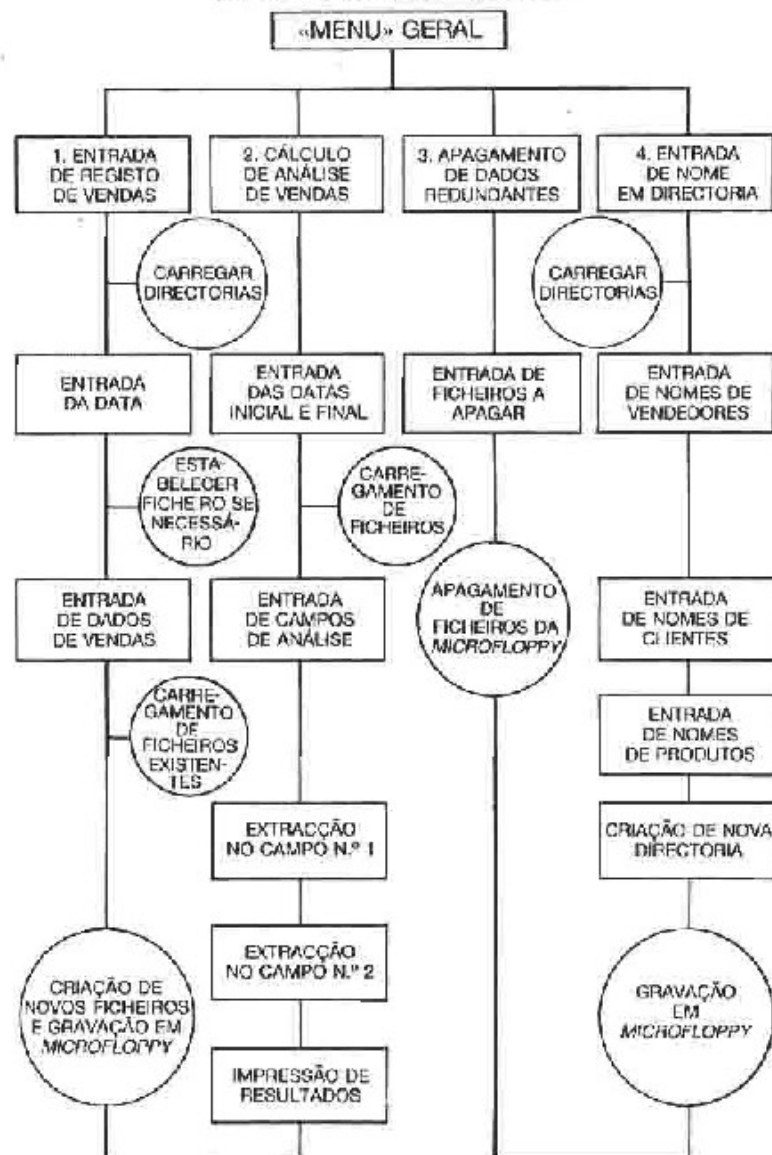 «MENU» GERAL
1. ENTRADA
DE REGISTO
DE VENDAS
2. CÁLCULO
DE ANÁLISE
DE VENDAS
3. APAGAMENTO
DE DADOS
REDUNDANTES
4. ENTRADA
DE NOME
EM DIRECTORIA
CARREGAR
DIRECTORIAS
CARREGAR
DIRECTORIAS
ENTRADA
DA DATA
ENTRADA
DAS DATAS
INICIAL E FINAL
ENTRADA DE
FICHEIROS A
APAGAR
ENTRADA
DE NOMES DE
VENDEDORES
ESTA-
BELECER
FICHEIRO SE
NECESSÁ-
RIO
CARRE-
GAMENTO
DE
FICHEIROS
ENTRADA
DE DADOS
DE VENDAS
ENTRADA
DE CAMPOS
DE ANÁLISE
APAGAMENTO
DE
FICHEIROS DA
MICROFLOPPY
ENTRADA
DE NOMES DE
CLIENTES
CARRE-
GAMENTO
DE
FICHEIROS
EXISTEN-
TES
ENTRADA
DE NOMES
DE PRODUTOS
EXTRACÇÃO
NO CAMPO N.º 1
CRIAÇÃO DE NOVA
DIRECTORIA
EXTRACÇÃO
NO CAMPO N.º 2
CRIAÇÃO DE
NOVOS FICHEIROS
E GRAVAÇÃO EM
MICROFLOPPY
GRAVAÇÃO
EM
MICROFLOPPY
IMPRESSÃO DE
RESULTADOS